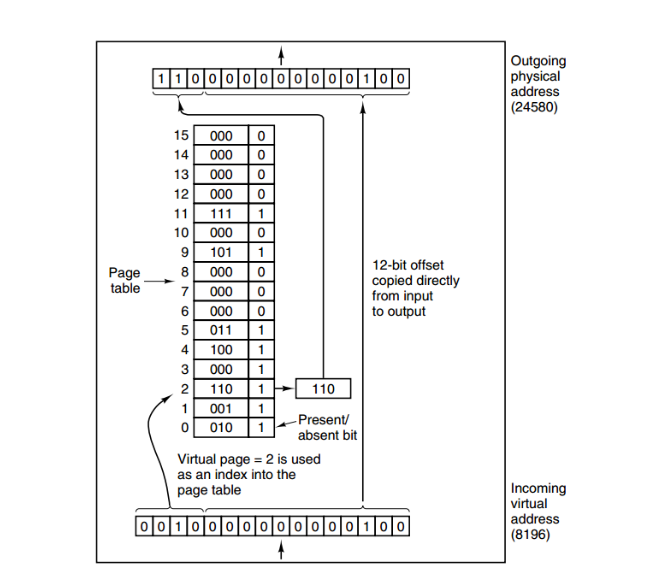 Outgoing
physical
address
(24580)
1 1 0 0 0 0 0 0 0 0 0 0 1 0 0
15 000 0
14 000 0
13 000 0
12 000 0
11 111 1
10 000 0
9 101 1
8 000 0
7 000 0
6 000 0
5 011 1
4 100 1
3 000 1
2 110 1
1 001 1
0 010 1
Page
table
110
12-bit offset
copied directly
from input
to output
Present/
absent bit
Virtual page = 2 is used
as an index into the
page table
0 0 1 0 0 0 0 0 0 0 0 0 0 1 0 0
Incoming
virtual
address
(8196)